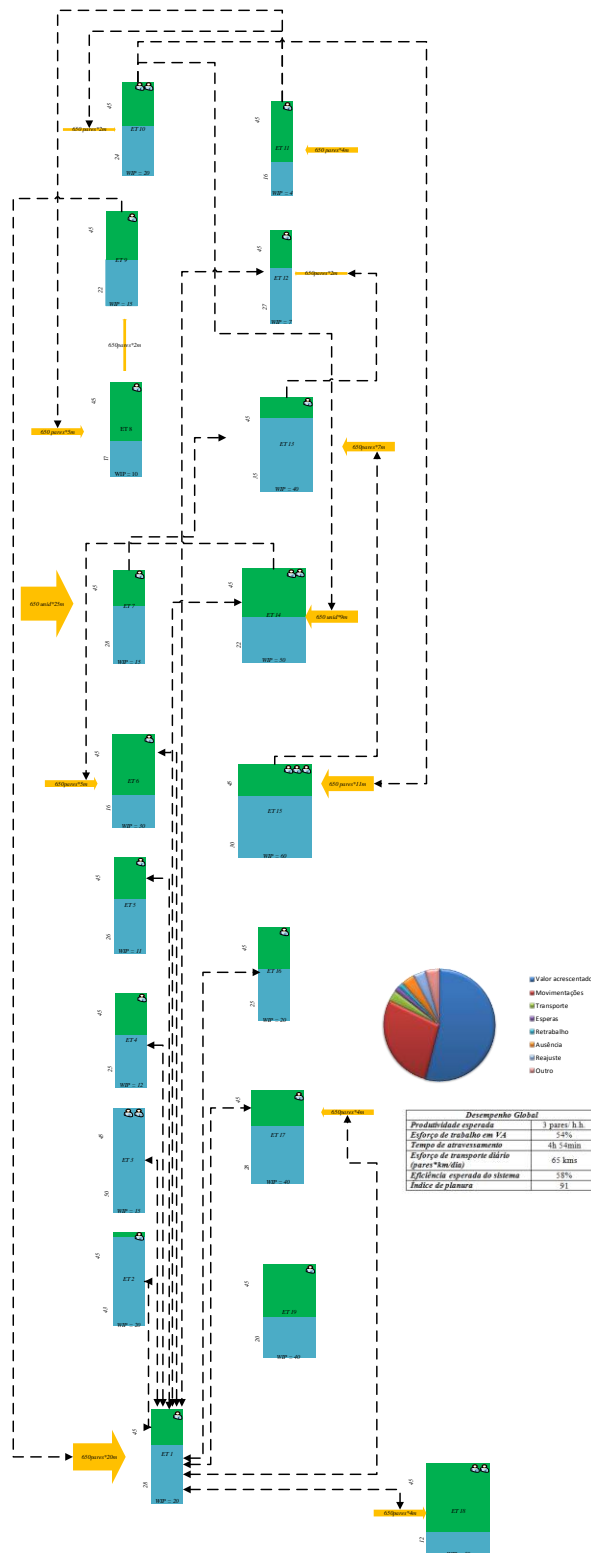 45
ET 10
650 pares*2m
24
WIP = 20
45
ET 11
650 pares*4m
16
WIP = 4
45
ET 9
22
WIP = 15
45
ET 12
650pares*2m
27
WIP = 7
650pares*2m
45
650 pares*5m
ET 8
17
WIP = 10
45
ET 13
650pares*7m
35
WIP = 40
45
650 unid*25m
ET 7
28
WIP = 15
45
ET 14
650 unid*9m
22
WIP = 50
45
650pares*5m
ET 6
16
WIP = 30
45
650 pares*11m
ET 15
30
WIP = 60
45
ET 5
26
WIP = 11
45
ET 16
25
WIP = 20
45
ET 4
25
WIP = 12
Valor acrescentado
Movimentações
Transporte
Esperas
Retrabalho
Ausência
Reajuste
Outro
45
650pares*4m
ET 17
28
WIP = 40
45
ET 3
50
WIP = 15
Desempenho Global
Produtividade esperada 3 pares/ h.h.
Esforço de trabalho em VA 54%
Tempo de atravessamento 4h 54min
Esforço de transporte diário (pares*km/dia) 65 kms
Eficiência esperada do sistema 58%
Índice de planura 91
45
ET 2
43
WIP = 20
45
ET 19
20
WIP = 40
45
650pares*20m
ET 1
28
WIP = 20
45
650pares*4m
ET 18
12